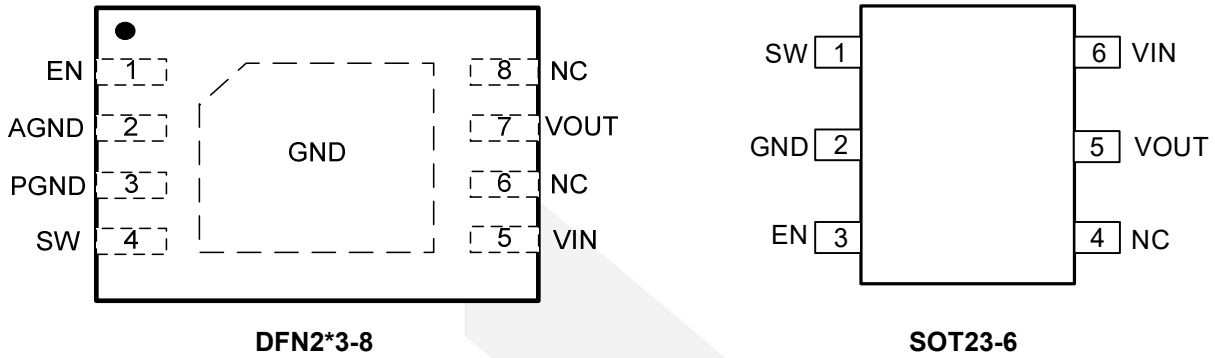 EN 1
AGND 2
PGND 3
SW 4
GND
8 NC
7 VOUT
6 NC
5 VIN
DFN2*3-8
SW 1
GND 2
EN 3
6 VIN
5 VOUT
4 NC
SOT23-6